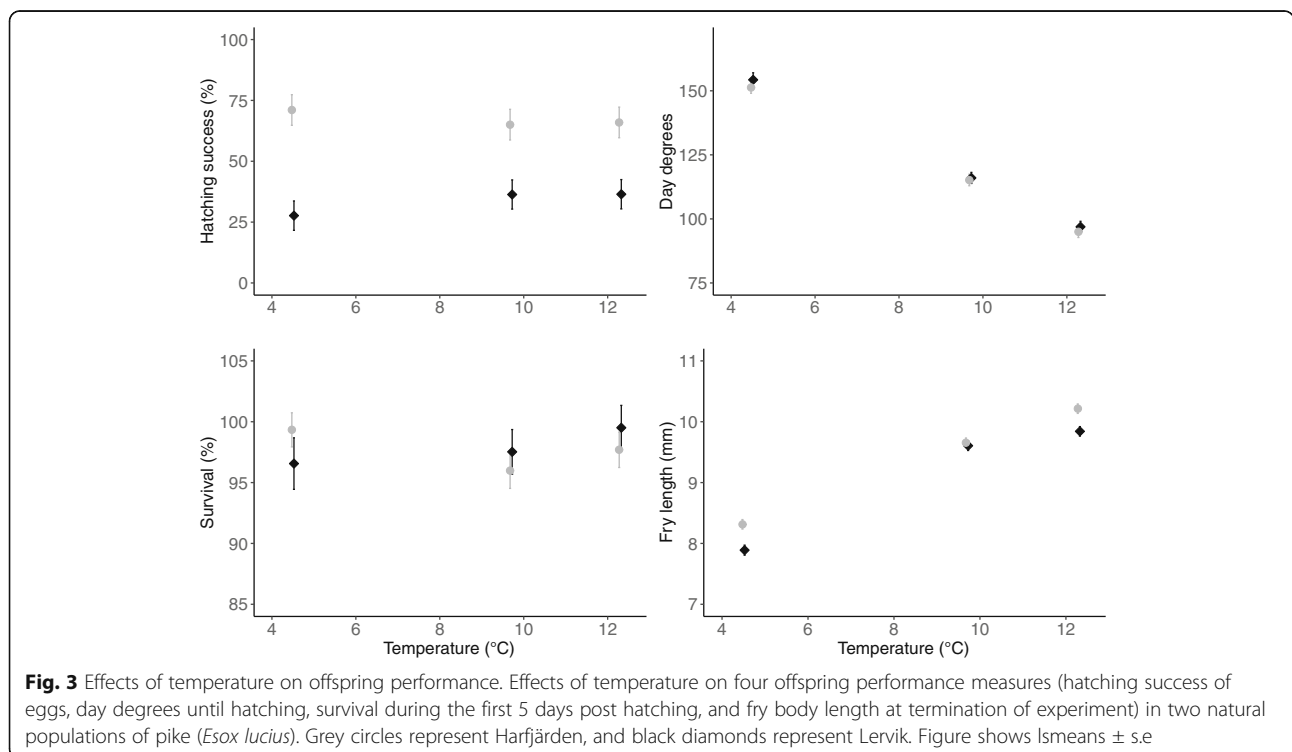 100
75
50
25
0
Hatching success (%)
4 6 8 10 12
150
125
100
75
Day degrees
4 6 8 10 12
105
100
95
90
85
Survival (%)
4 6 8 10 12
Temperature (°C)
11
10
9
8
7
Fry length (mm)
4 6 8 10 12
Temperature (°C)
Fig. 3 Effects of temperature on offspring performance. Effects of temperature on four offspring performance measures (hatching success of
eggs, day degrees until hatching, survival during the first 5 days post hatching, and fry body length at termination of experiment) in two natural
populations of pike (Esox lucius). Grey circles represent Harfjärden, and black diamonds represent Lervik. Figure shows lsmeans ± s.e